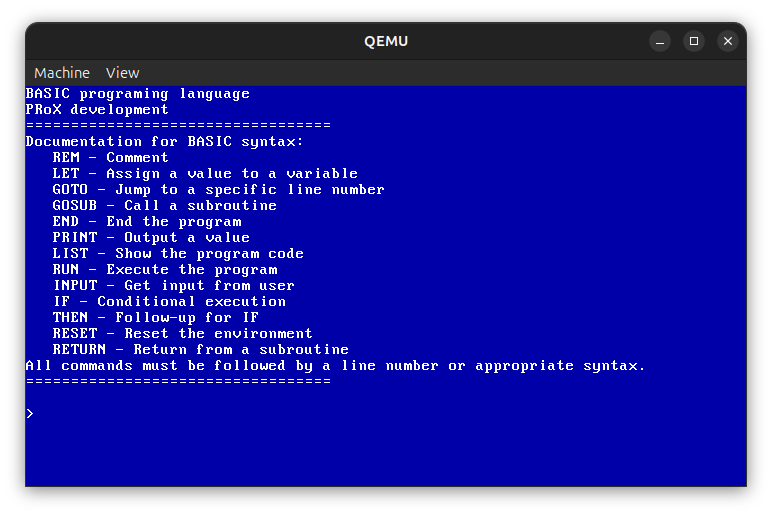 QEMU
Machine View
BASIC programing language
PRoX development
==================================
Documentation for BASIC syntax:
   REM - Comment
   LET - Assign a value to a variable
   GOTO - Jump to a specific line number
   GOSUB - Call a subroutine
   END - End the program
   PRINT - Output a value
   LIST - Show the program code
   RUN - Execute the program
   INPUT - Get input from user
   IF - Conditional execution
   THEN - Follow-up for IF
   RESET - Reset the environment
   RETURN - Return from a subroutine
All commands must be followed by a line number or appropriate syntax.
==================================
>